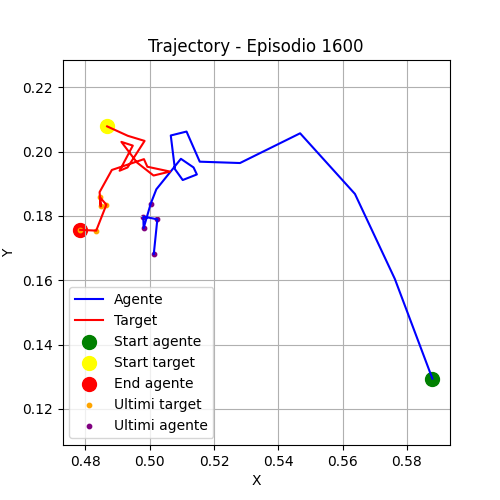 Trajectory - Episodio 1600
Y
0.22
0.20
0.18
0.16
0.14
0.12
Agente
Target
Start agente
Start target
End agente
Ultimi target
Ultimi agente
0.48 0.50 0.52 0.54 0.56 0.58
X